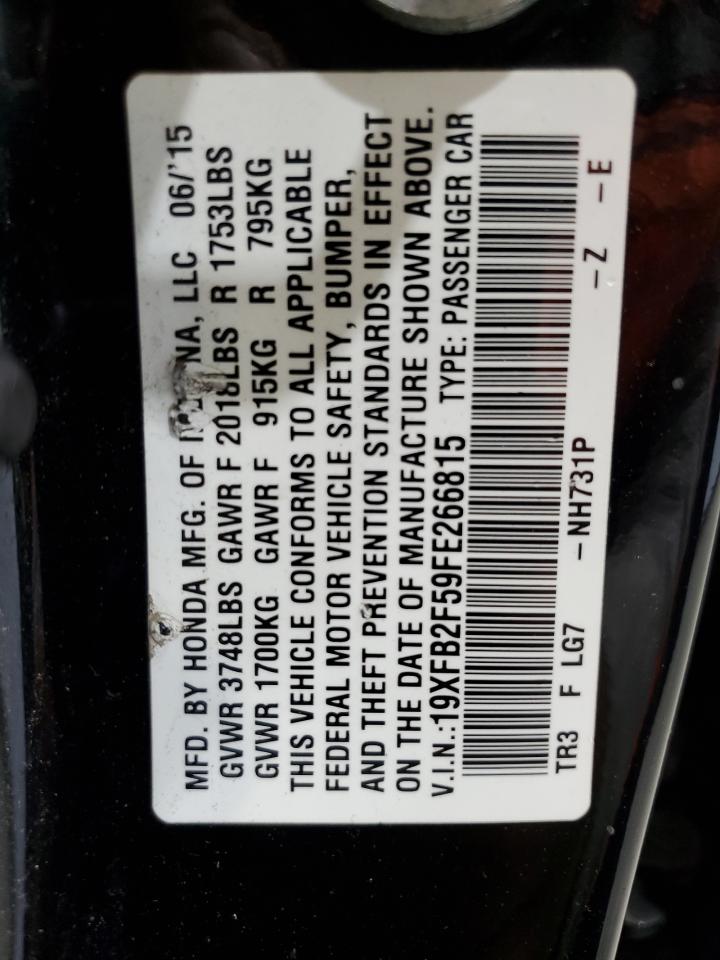 MFD. BY HONDA MFG. OF NA, LLC 06/'15
GVWR 3748LBS GAWR F 2018LBS R 1753LBS
GVWR 1700KG GAWR F 915KG R 795KG
THIS VEHICLE CONFORMS TO ALL APPLICABLE
FEDERAL MOTOR VEHICLE SAFETY, BUMPER,
AND THEFT PREVENTION STANDARDS IN EFFECT
ON THE DATE OF MANUFACTURE SHOWN ABOVE.
V.I.N.:19XFB2F59FE266815 TYPE: PASSENGER CAR
TR3 F LG7 -NH731P -Z -E